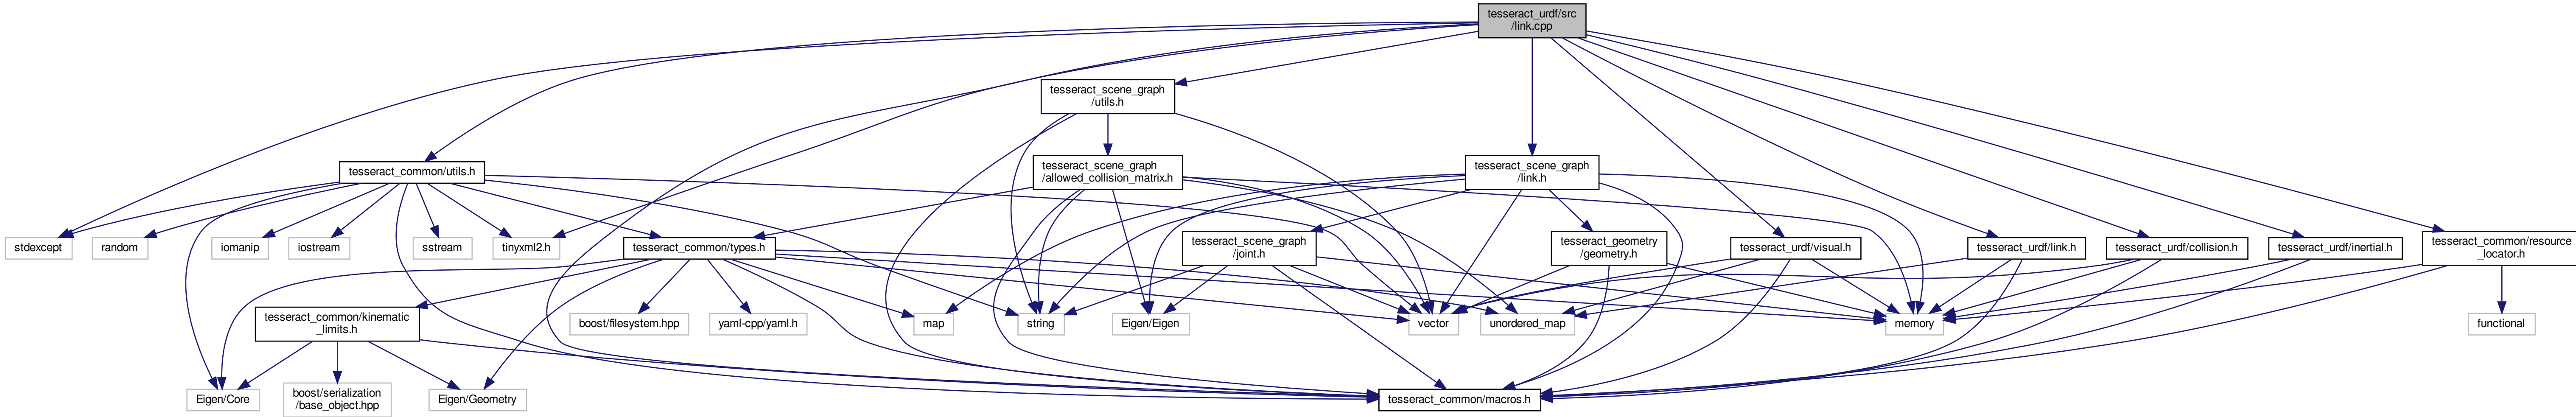 tesseract_urdf/src
/link.cpp
tesseract_scene_graph
/utils.h
tesseract_common/utils.h
tesseract_scene_graph
/allowed_collision_matrix.h
tesseract_scene_graph
/link.h
stdexcept
random
iomanip
iostream
sstream
tinyxml2.h
tesseract_common/types.h
tesseract_scene_graph
/joint.h
tesseract_geometry
/geometry.h
tesseract_urdf/visual.h
tesseract_urdf/link.h
tesseract_urdf/collision.h
tesseract_urdf/inertial.h
tesseract_common/resource
_locator.h
tesseract_common/kinematic
_limits.h
boost/filesystem.hpp
yaml-cpp/yaml.h
map
string
Eigen/Eigen
vector
unordered_map
memory
functional
Eigen/Core
boost/serialization
/base_object.hpp
Eigen/Geometry
tesseract_common/macros.h